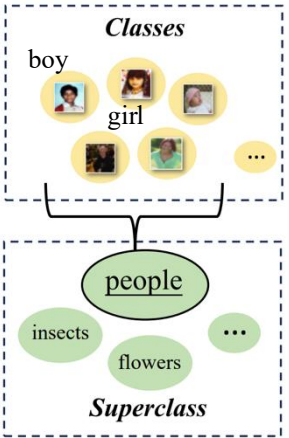 Classes
boy
girl
...
people
insects
...
flowers
Superclass